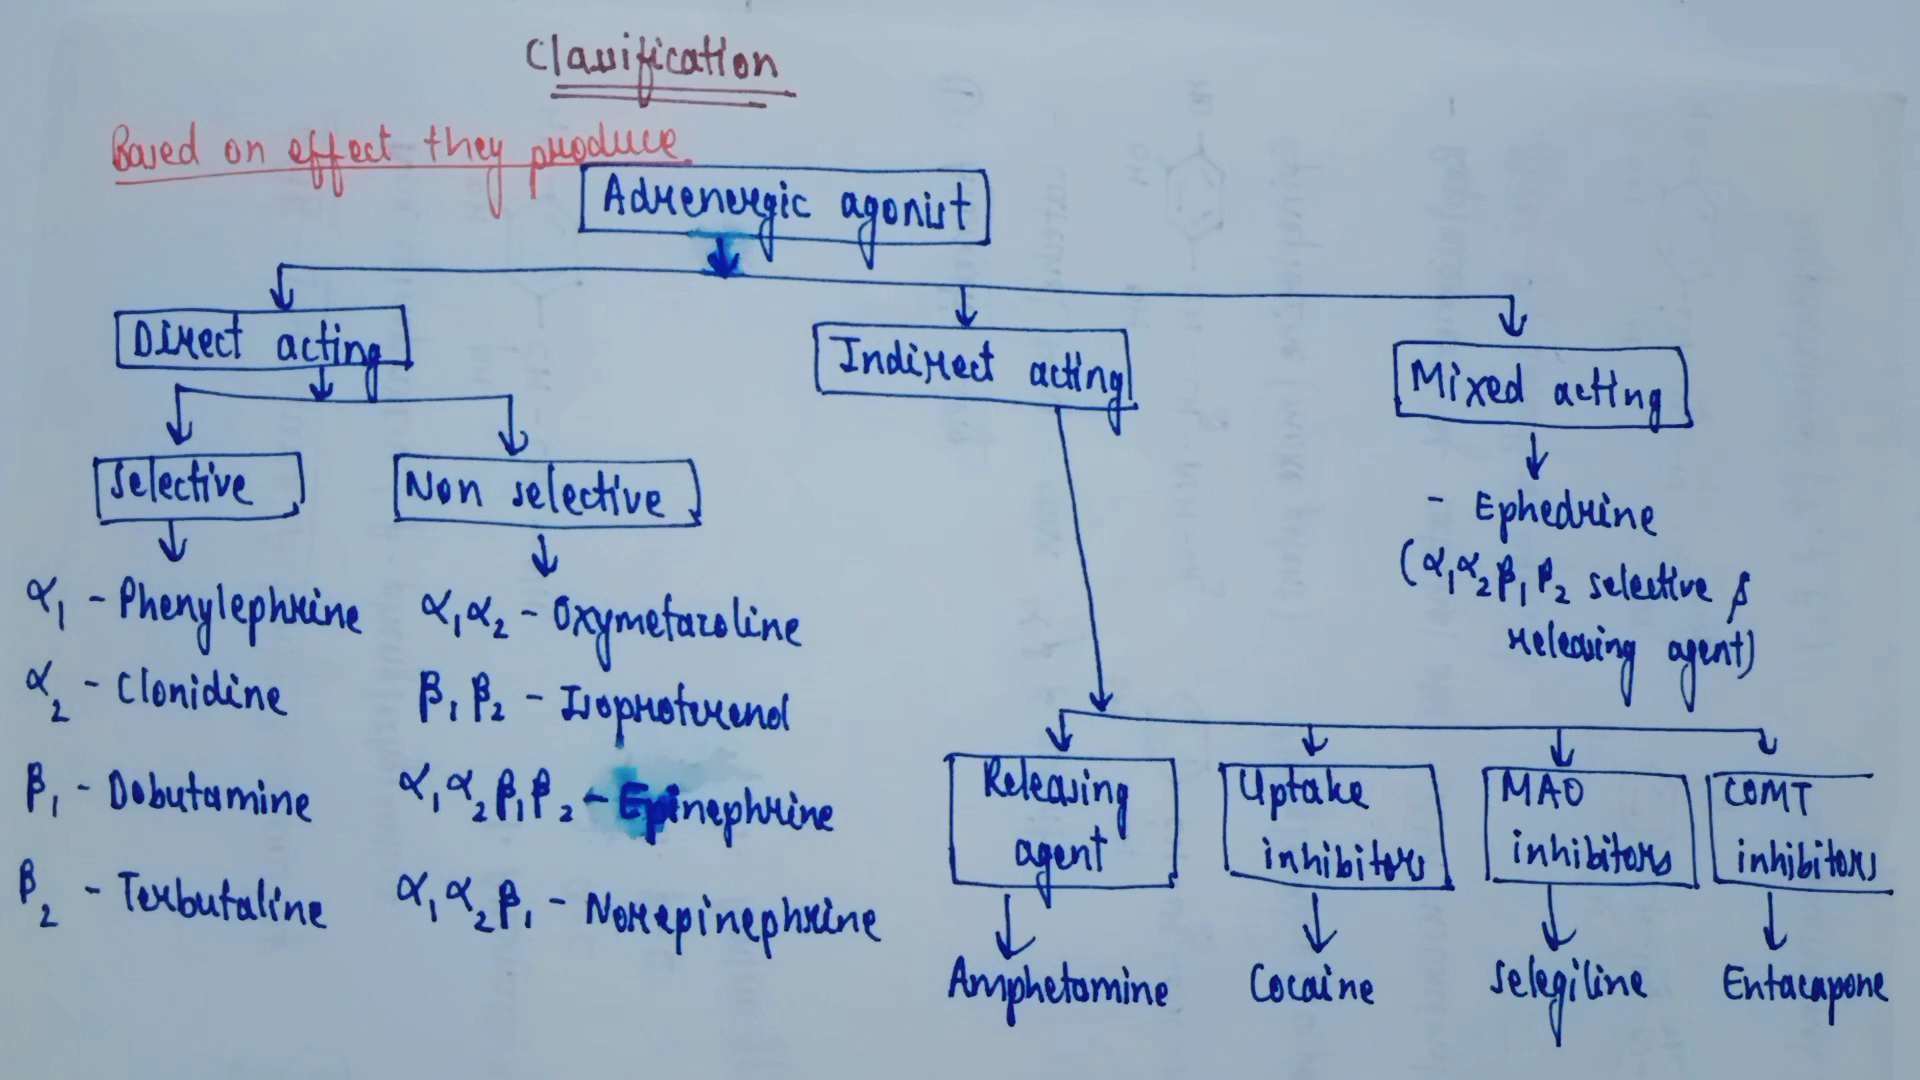 Classification
Based on effect they produce
Adrenergic agonist
Direct acting
Indirect acting
Mixed acting
Selective
Non selective
α₁ - Phenylephrine
α₂ - Clonidine
β₁ - Dobutamine
β₂ - Terbutaline
α₁α₂ - Oxymetazoline
β₁β₂ - Isoproterenol
α₁α₂β₁β₂ - Epinephrine
α₁α₂β₁ - Norepinephrine
- Ephedrine
(α₁α₂β₁β₂ selective &
releasing agent)
Releasing
agent
Uptake
inhibitors
MAO
inhibitors
COMT
inhibitors
Amphetamine
Cocaine
Selegiline
Entacapone